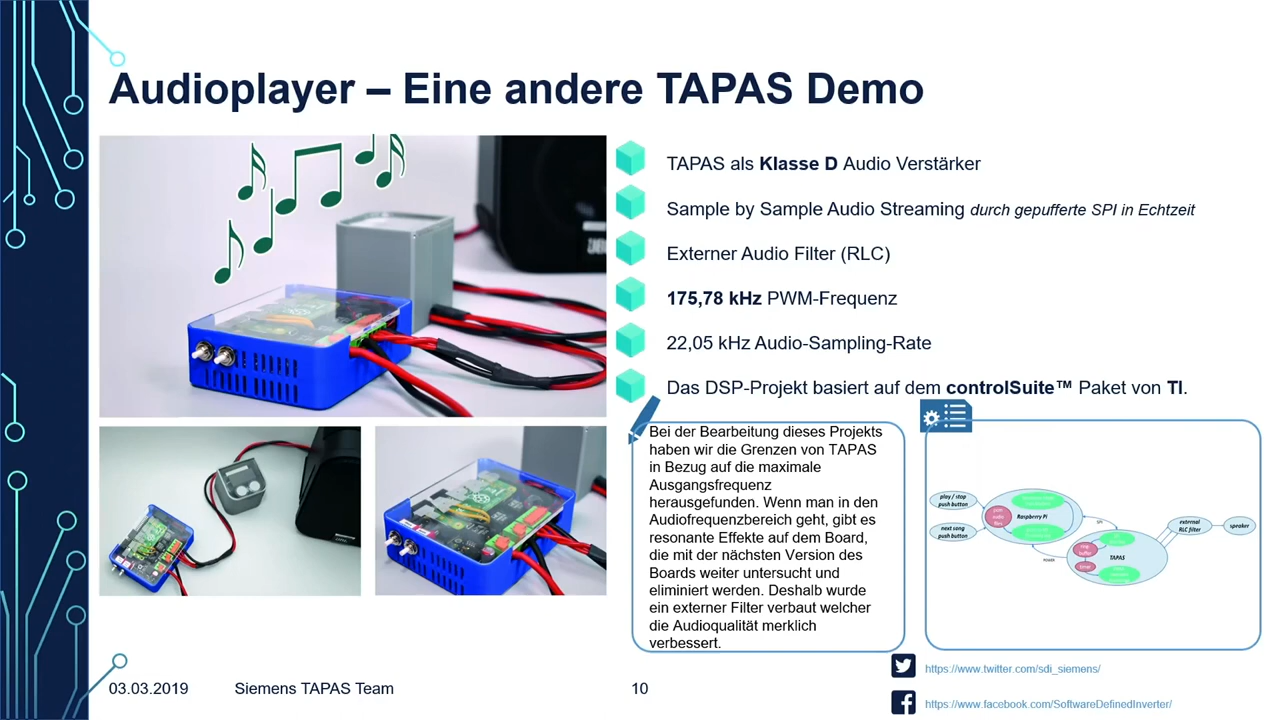 Audioplayer – Eine andere TAPAS Demo
TAPAS als Klasse D Audio Verstärker
Sample by Sample Audio Streaming durch gepufferte SPI in Echtzeit
Externer Audio Filter (RLC)
175,78 kHz PWM-Frequenz
22,05 kHz Audio-Sampling-Rate
Das DSP-Projekt basiert auf dem controlSuite™ Paket von TI.
Bei der Bearbeitung dieses Projekts
haben wir die Grenzen von TAPAS
in Bezug auf die maximale
Ausgangsfrequenz
herausgefunden. Wenn man in den
Audiofrequenzbereich geht, gibt es
resonante Effekte auf dem Board,
die mit der nächsten Version des
Boards weiter untersucht und
eliminiert werden. Deshalb wurde
ein externer Filter verbaut welcher
die Audioqualität merklich
verbessert.
play / stop
push button
next song
push button
Raspberry Pi
SPI
POWER
TAPAS
ring
buffer
timer
external
RLC filter
speaker
03.03.2019
Siemens TAPAS Team
10
https://www.twitter.com/sdi_siemens/
https://www.facebook.com/SoftwareDefinedInverter/